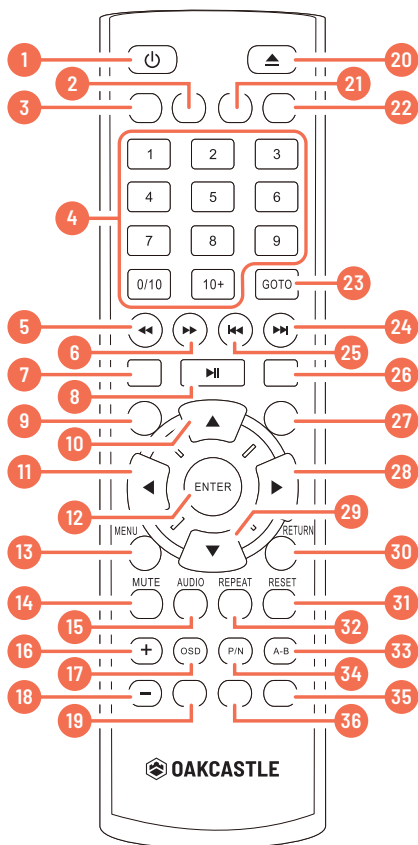 1 20
2 21
3 22
1 2 3
4 5 6
4
7 8 9
0/10 10+ GOTO
23
5 24
6 25
7 26
8
9 27
10
11 28
ENTER
12 29
MENU RETURN
13 30
MUTE AUDIO REPEAT RESET
14 31
15 32
16 + OSD P/N A-B 33
17 34
18 − 35
19 36
OAKCASTLE